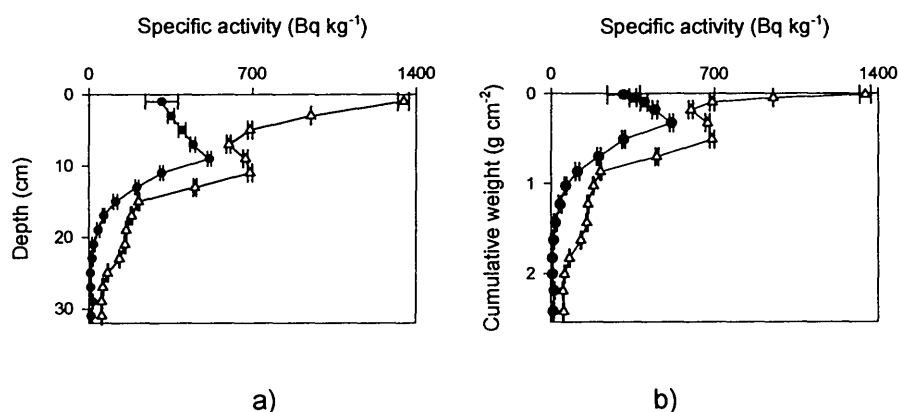 Specific activity (Bq kg⁻¹)
0 700 1400
0
10
20
30
Depth (cm)
a)
Specific activity (Bq kg⁻¹)
0 700 1400
0
1
2
Cumulative weight (g cm⁻²)
b)